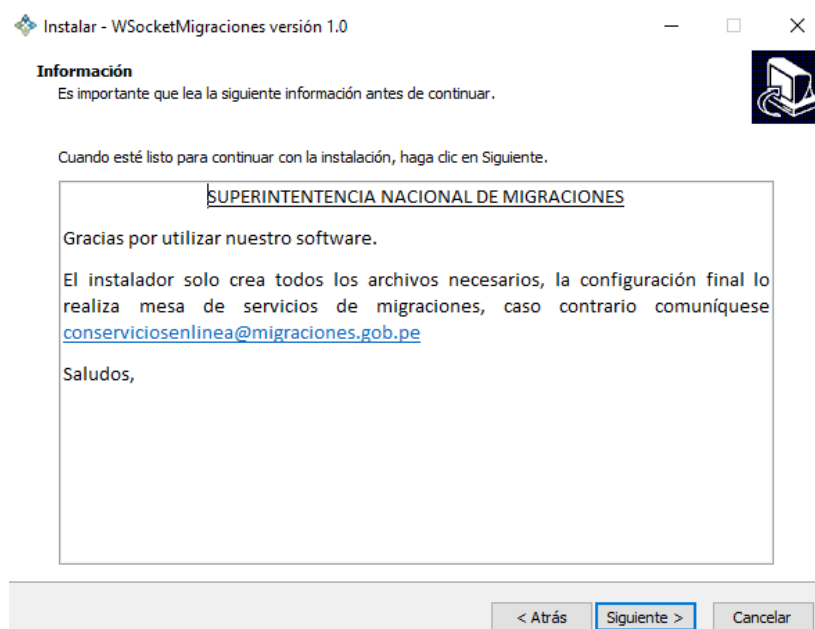 Instalar - WSocketMigraciones versión 1.0
Información
Es importante que lea la siguiente información antes de continuar.
Cuando esté listo para continuar con la instalación, haga clic en Siguiente.
SUPERINTENTENCIA NACIONAL DE MIGRACIONES
Gracias por utilizar nuestro software.
El instalador solo crea todos los archivos necesarios, la configuración final lo
realiza mesa de servicios de migraciones, caso contrario comuníquese
conserviciosenlinea@migraciones.gob.pe
Saludos,
< Atrás
Siguiente >
Cancelar